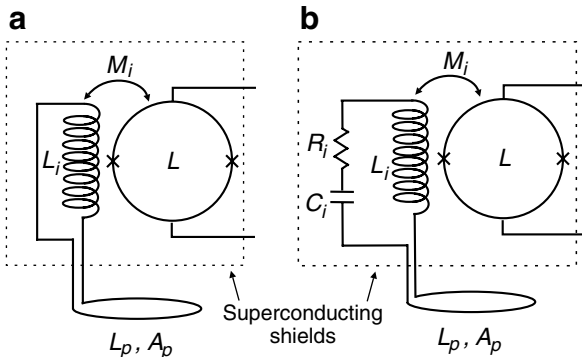 a
M_i
L_i
L
L_p , A_p
b
M_i
R_i
C_i
L_i
L
L_p , A_p
Superconducting
shields